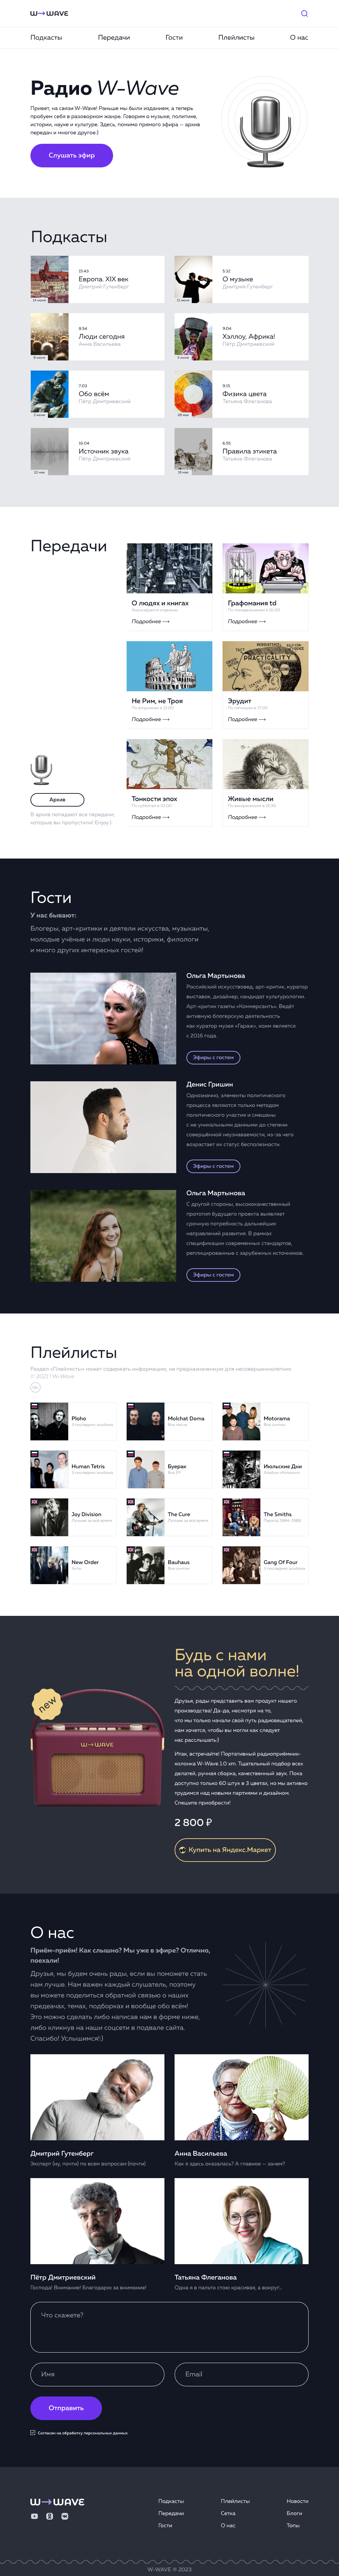 W—WAVE
Подкасты Передачи Гости Плейлисты О нас
Радио W-Wave
Привет, на связи W-Wave! Раньше мы были изданием, а теперь
пробуем себя в разговорном жанре. Говорим о музыке, политике,
истории, науке и культуре. Здесь, помимо прямого эфира — архив
передач и многое другое:)
Слушать эфир
Подкасты
Европа. XIX век
Дмитрий Гутенберг
5:32
О музыке
Дмитрий Гутенберг
8:54
Люди сегодня
Анна Васильева
9:04
Хэллоу, Африка!
Пётр Дмитриевский
7:03
Обо всём
Пётр Дмитриевский
9:15
Физика цвета
Татьяна Флеганова
16:04
Источник звука
Пётр Дмитриевский
6:55
Правила этикета
Татьяна Флеганова
Передачи
О людях и книгах
Подробнее
Графомания td
Подробнее
Не Рим, не Троя
Подробнее
Эрудит
Подробнее
Тонкости эпох
Подробнее
Живые мысли
Подробнее
Архив
В архив попадают все передачи,
которые вы пропустили! Enjoy:)
Гости
У нас бывают:
Блогеры, арт-критики и деятели искусства, музыканты,
молодые учёные и люди науки, историки, филологи
и много других интересных гостей!
Ольга Мартынова
Российский искусствовед, арт-критик, куратор
выставок, дизайнер, кандидат культурологии.
Арт-критик газеты «Коммерсантъ». Ведёт
активную блогерскую деятельность
как куратор музея «Гараж», коим является
с 2016 года.
Эфиры с гостем
Денис Гришин
Однозначно, элементы политического
процесса являются только методом
политического участия и смешаны
с не уникальными данными до степени
совершенной неузнаваемости, из-за чего
возрастает их статус бесполезности.
Эфиры с гостем
Ольга Мартынова
С другой стороны, высококачественный
прототип будущего проекта выявляет
срочную потребность дальнейших
направлений развития. В рамках
спецификации современных стандартов,
реплицированные с зарубежных источников.
Эфиры с гостем
Плейлисты
Раздел «Плейлисты» может содержать информацию, не предназначенную для несовершеннолетних
© 2022 | W-Wave
18+
Ploho
Molchat Doma
Motorama
Human Tetris
Буерак
Июльские Дни
Joy Division
The Cure
The Smiths
New Order
Bauhaus
Gang Of Four
Будь с нами
на одной волне!
new
W—WAVE
Друзья, рады представить вам продукт нашего
производства! Да-да, несмотря на то,
что мы только начали свой путь радиовещателей,
нам хочется, чтобы вы могли как следует
нас расслышать:)
Итак, встречайте! Портативный радиоприёмник-
колонка W-Wave 1.0 xm. Тщательный подбор всех
деталей, ручная сборка, качественный звук. Пока
доступно только 60 штук в 3 цветах, но мы активно
трудимся над новыми партиями и дизайном.
Спешите приобрести!
2 800 ₽
Купить на Яндекс.Маркет
О нас
Приём-приём! Как слышно? Мы уже в эфире? Отлично,
поехали!
Друзья, мы будем очень рады, если вы поможете стать
нам лучше. Нам важен каждый слушатель, поэтому
вы можете поделиться обратной связью о наших
предеачах, темах, подборках и вообще обо всём!
Это можно сделать либо написав нам в форме ниже,
либо кликнув на наши соцсети в подвале сайта.
Спасибо! Услышимся!:)
Дмитрий Гутенберг
Эксперт (ну, почти) по всем вопросам (почти)
Анна Васильева
Как я здесь оказалась? А главное — зачем?
Пётр Дмитриевский
Господа! Внимание! Благодарю за внимание!
Татьяна Флеганова
Одна я в пальто стою красивая, а вокруг..
Что скажете?
Имя
Email
Отправить
Согласен на обработку персональных данных
W—WAVE
Подкасты Плейлисты Новости
Передачи Сетка Блоги
Гости О нас Топы
W-WAVE © 2023